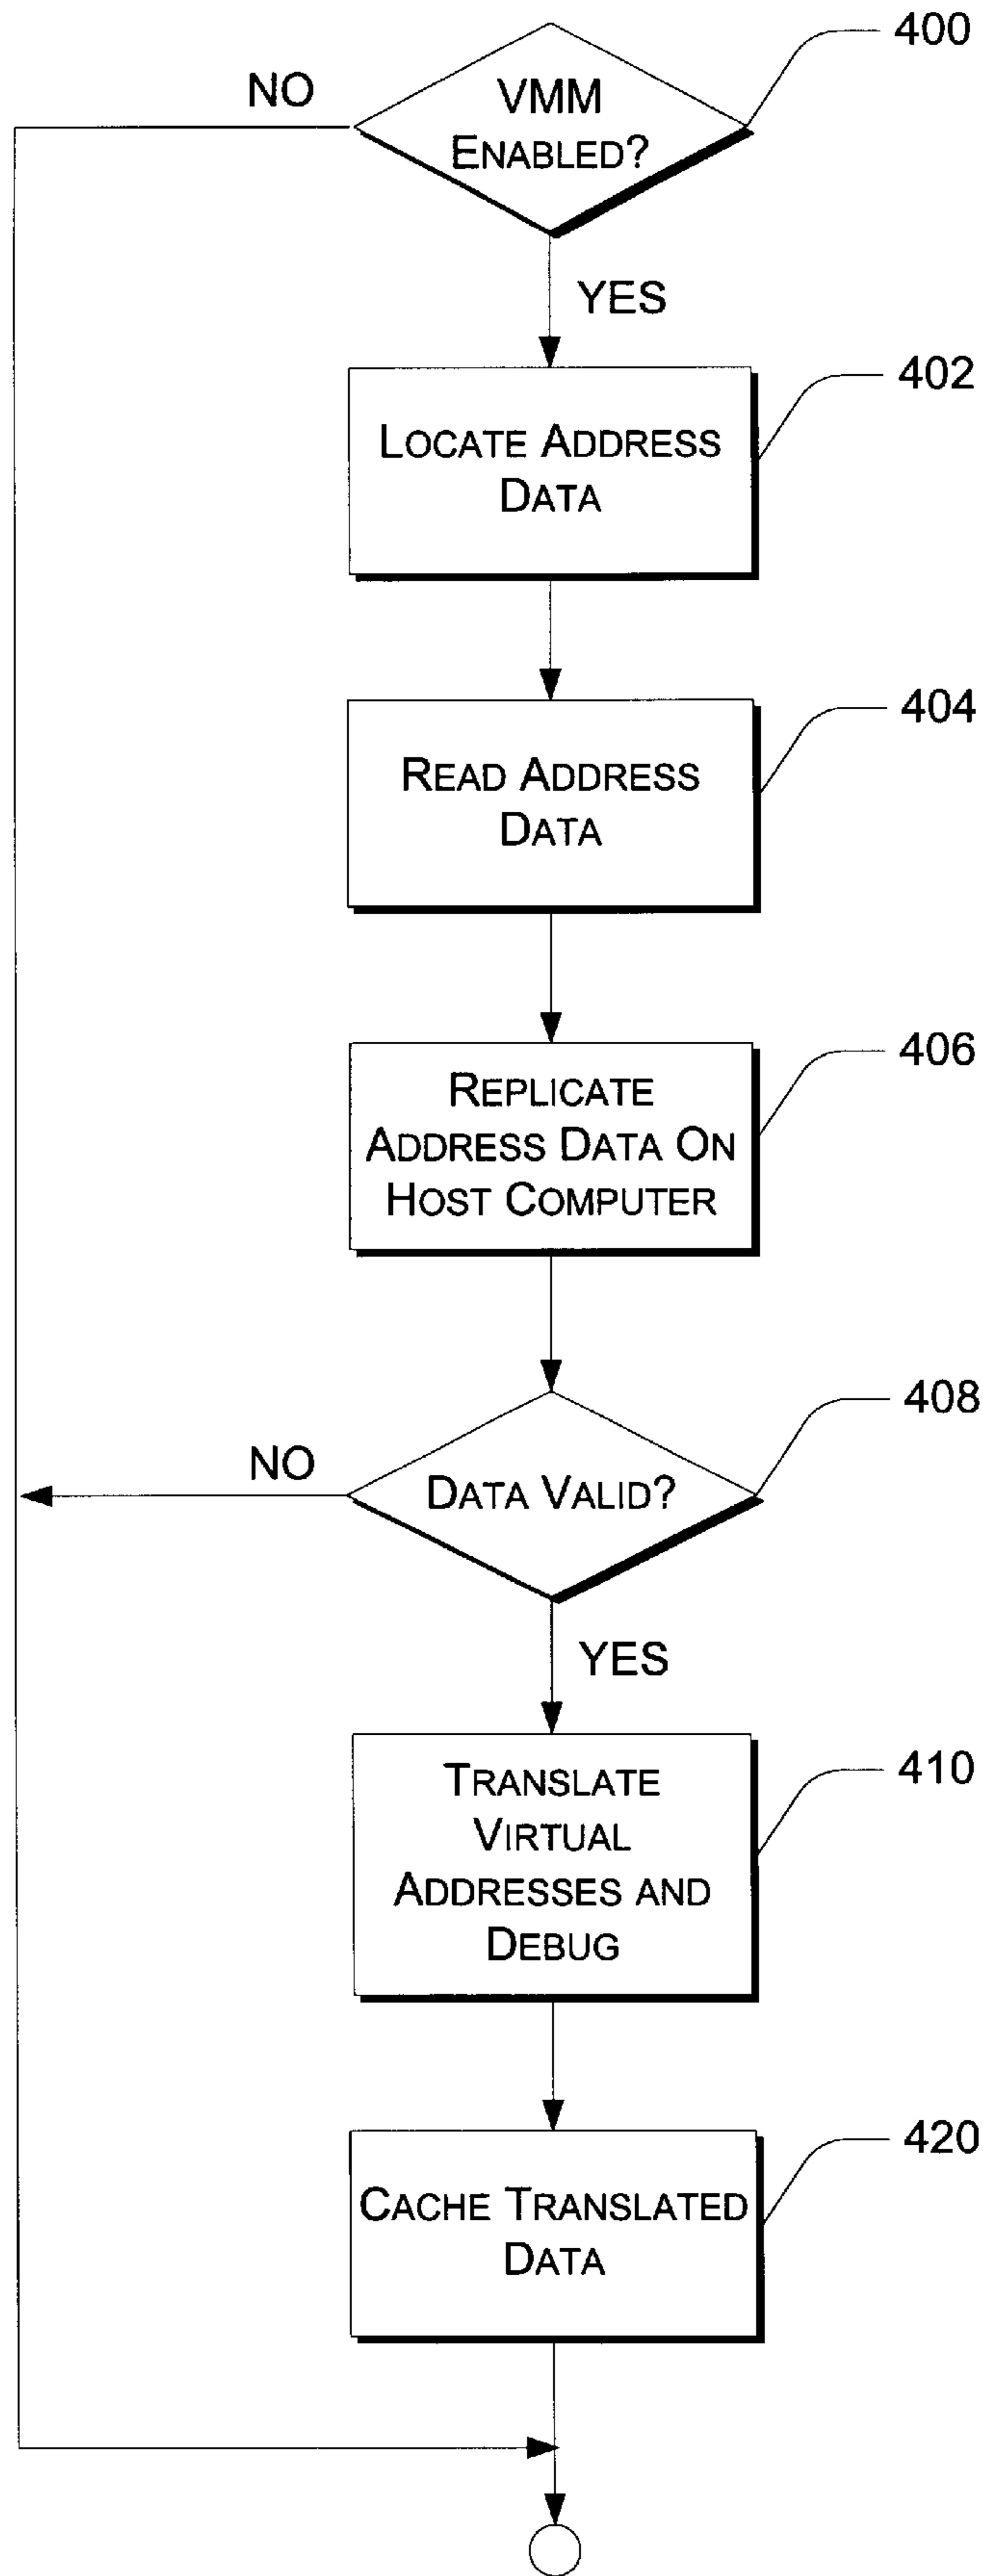 400
NO
VMM
ENABLED?
YES
402
LOCATE ADDRESS
DATA
404
READ ADDRESS
DATA
406
REPLICATE
ADDRESS DATA ON
HOST COMPUTER
408
NO
DATA VALID?
YES
410
TRANSLATE
VIRTUAL
ADDRESSES AND
DEBUG
420
CACHE TRANSLATED
DATA